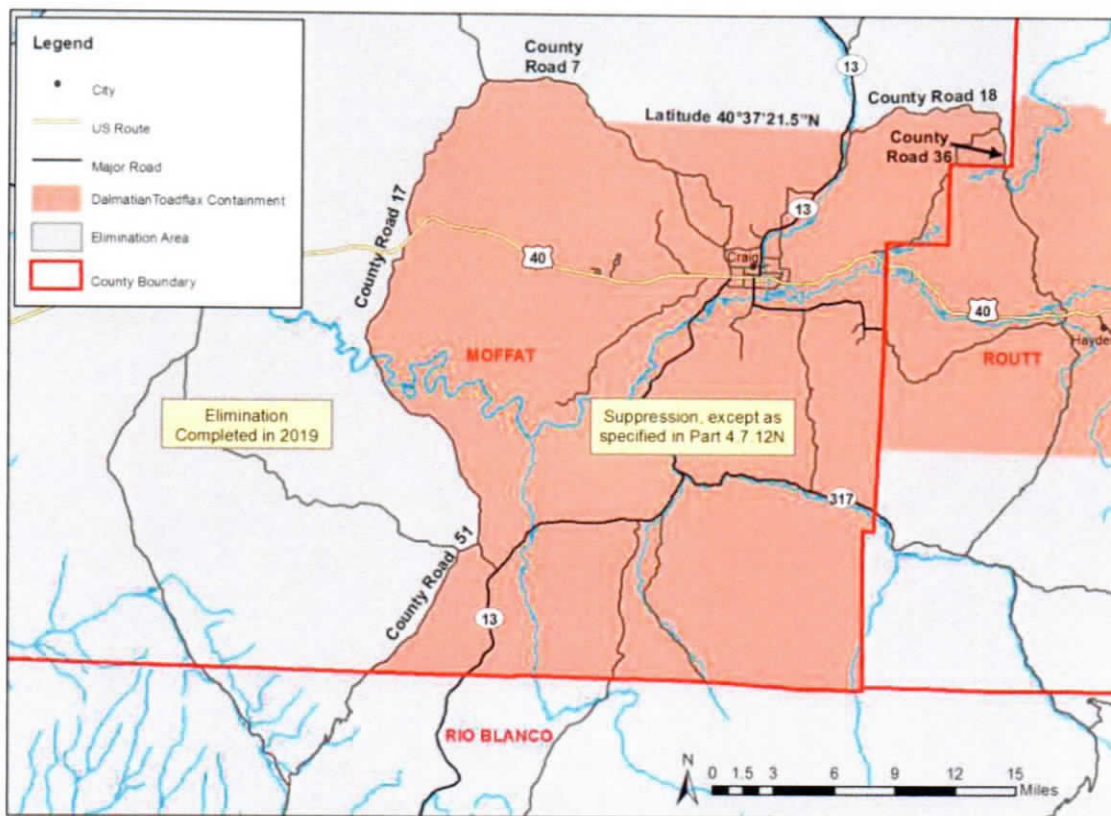 Legend
City
US Route
Major Road
DalmatianToadflax Containment
Elimination Area
County Boundary
County
Road 7
13
County Road 18
Latitude 40°37'21.5"N
County
Road 36
County Road 17
13
Craig
40
40
Hayden
MOFFAT
ROUTT
Elimination
Completed in 2019
Suppression, except as
specified in Part 4.7.12N
317
County Road 51
13
RIO BLANCO
N
0 1.5 3 6 9 12 15
Miles